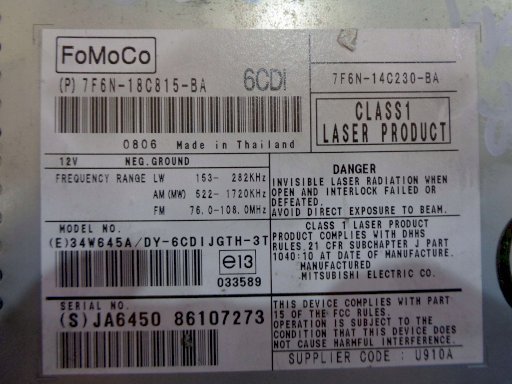 FoMoCo
(P) 7F6N-18C815-BA
6CDI
7F6N-14C230-BA
CLASS1
LASER PRODUCT
0806 Made in Thailand
12V NEG.GROUND
FREQUENCY RANGE LW 153- 282KHz
AM(MW) 522- 1720KHz
FM 76.0-108.0MHz
DANGER
INVISIBLE LASER RADIATION WHEN
OPEN AND INTERLOCK FAILED OR
DEFEATED.
AVOID DIRECT EXPOSURE TO BEAM.
MODEL NO.
(E)34W645A/DY-6CDIJGTH-3T
e13
033589
CLASS 1 LASER PRODUCT
PRODUCT COMPLIES WITH DHHS
RULES.21 CFR SUBCHAPTER J PART
1040:10 AT DATE OF MANUFACTURE.
MANUFACTURED
MITSUBISHI ELECTRIC CO.
SERIAL NO.
(S)JA6450 86107273
THIS DEVICE COMPLIES WITH PART
15 OF THE FCC RULES.
OPERATION IS SUBJECT TO THE
CONDITION THAT THIS DEVICE DOES
NOT CAUSE HARMFUL INTERFERENCE.
SUPPLIER CODE : U910A